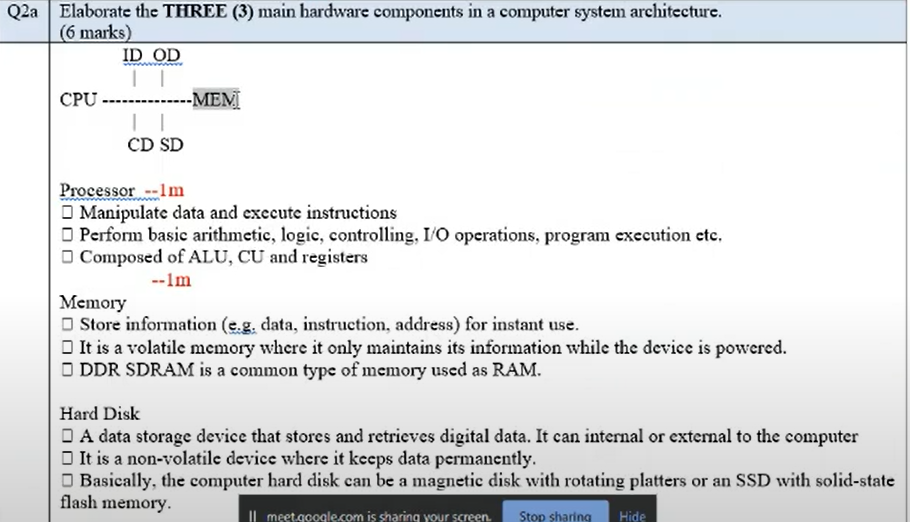 Q2a Elaborate the THREE (3) main hardware components in a computer system architecture.
(6 marks)
ID OD
| |
CPU --------------MEM
| |
CD SD
Processor --1m
□ Manipulate data and execute instructions
□ Perform basic arithmetic, logic, controlling, I/O operations, program execution etc.
□ Composed of ALU, CU and registers
--1m
Memory
□ Store information (e.g. data, instruction, address) for instant use.
□ It is a volatile memory where it only maintains its information while the device is powered.
□ DDR SDRAM is a common type of memory used as RAM.
Hard Disk
□ A data storage device that stores and retrieves digital data. It can internal or external to the computer
□ It is a non-volatile device where it keeps data permanently.
□ Basically, the computer hard disk can be a magnetic disk with rotating platters or an SSD with solid-state
flash memory.
|| meet.google.com is sharing your screen. Stop sharing Hide